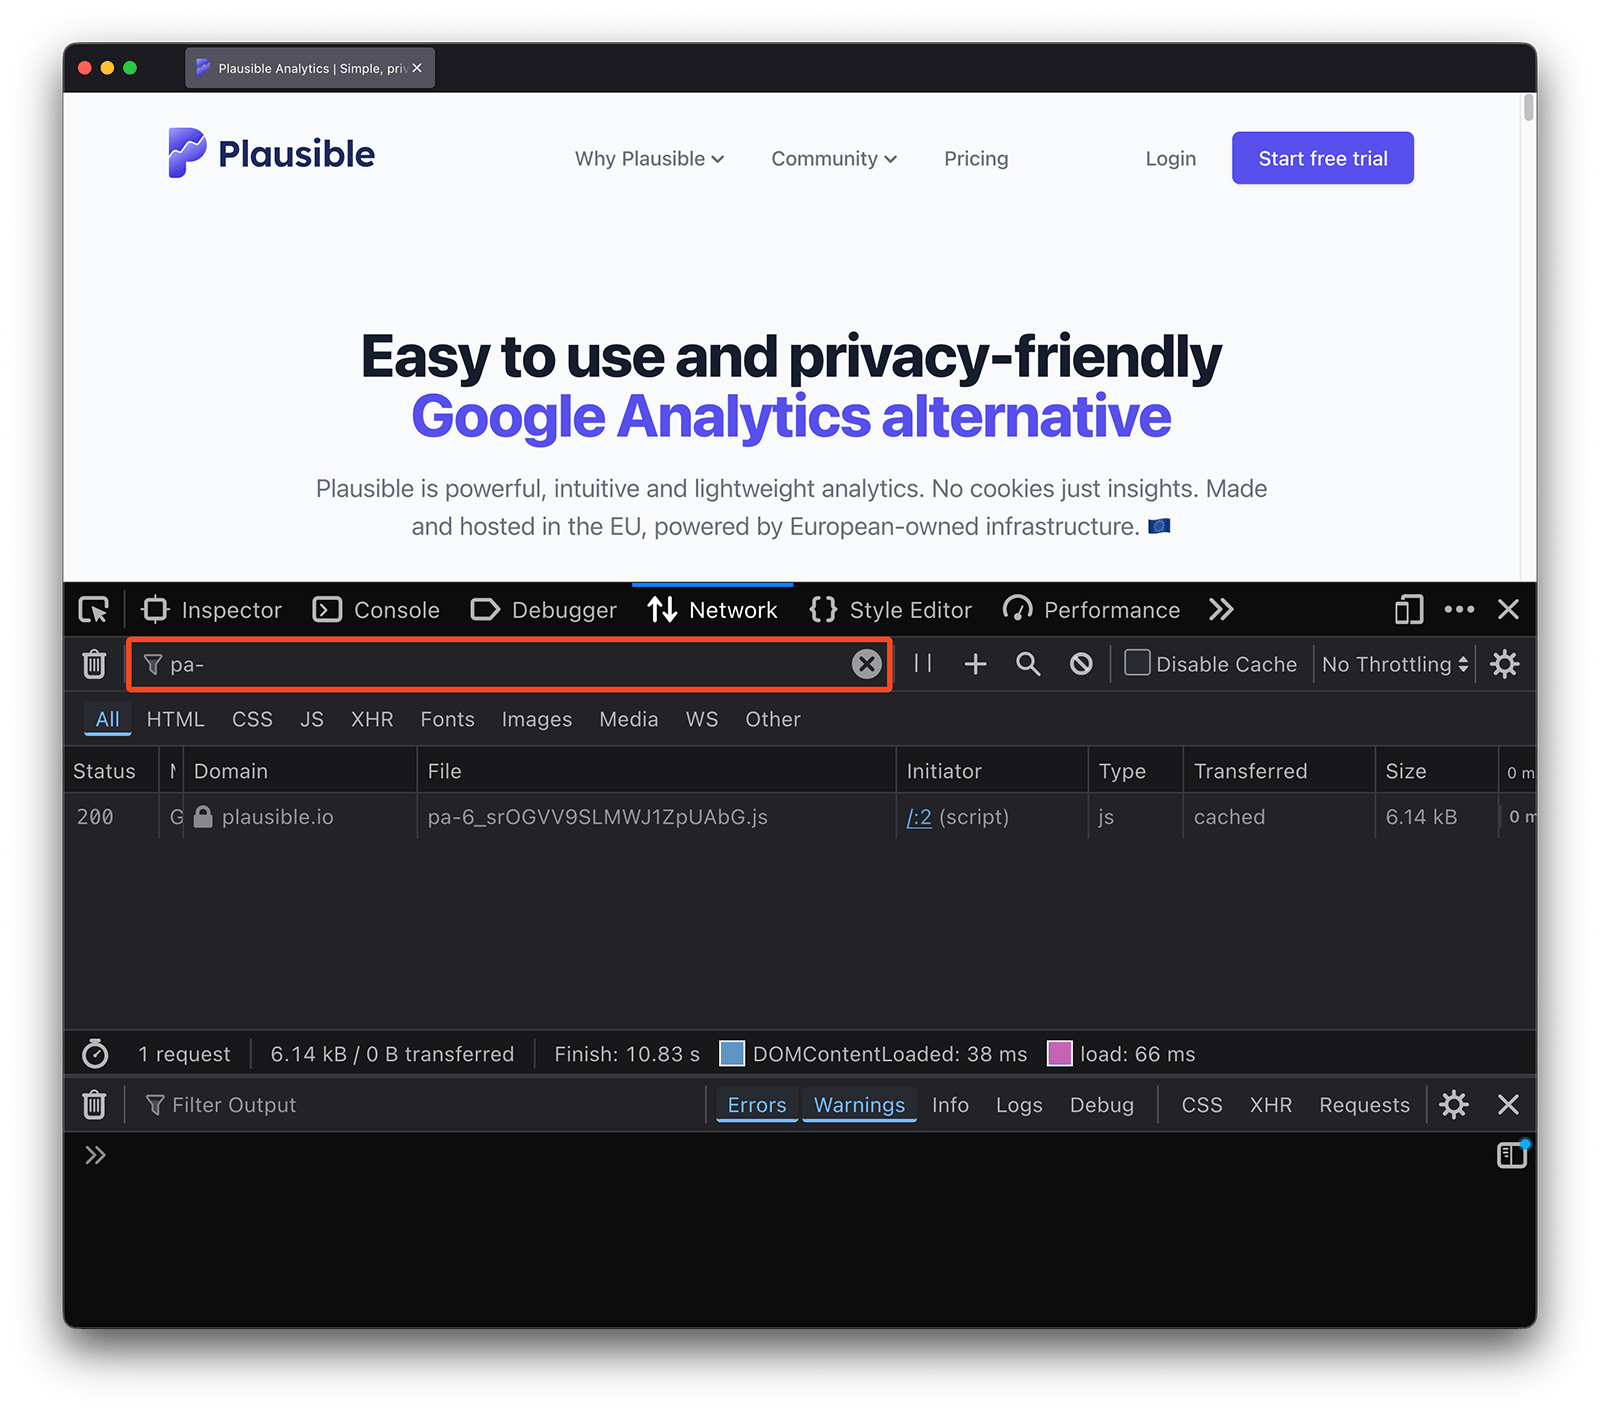 Plausible Analytics | Simple, priv
Plausible
Why Plausible
Community
Pricing
Login
Start free trial
Easy to use and privacy-friendly
Google Analytics alternative
Plausible is powerful, intuitive and lightweight analytics. No cookies just insights. Made
and hosted in the EU, powered by European-owned infrastructure.
Inspector
Console
Debugger
Network
Style Editor
Performance
pa-
Disable Cache
No Throttling
All HTML CSS JS XHR Fonts Images Media WS Other
Status Domain File Initiator Type Transferred Size 0 m
200 G plausible.io pa-6_srOGVV9SLMWJ1ZpUAbG.js /:2 (script) js cached 6.14 kB 0 m
1 request 6.14 kB / 0 B transferred Finish: 10.83 s DOMContentLoaded: 38 ms load: 66 ms
Filter Output
Errors Warnings Info Logs Debug CSS XHR Requests